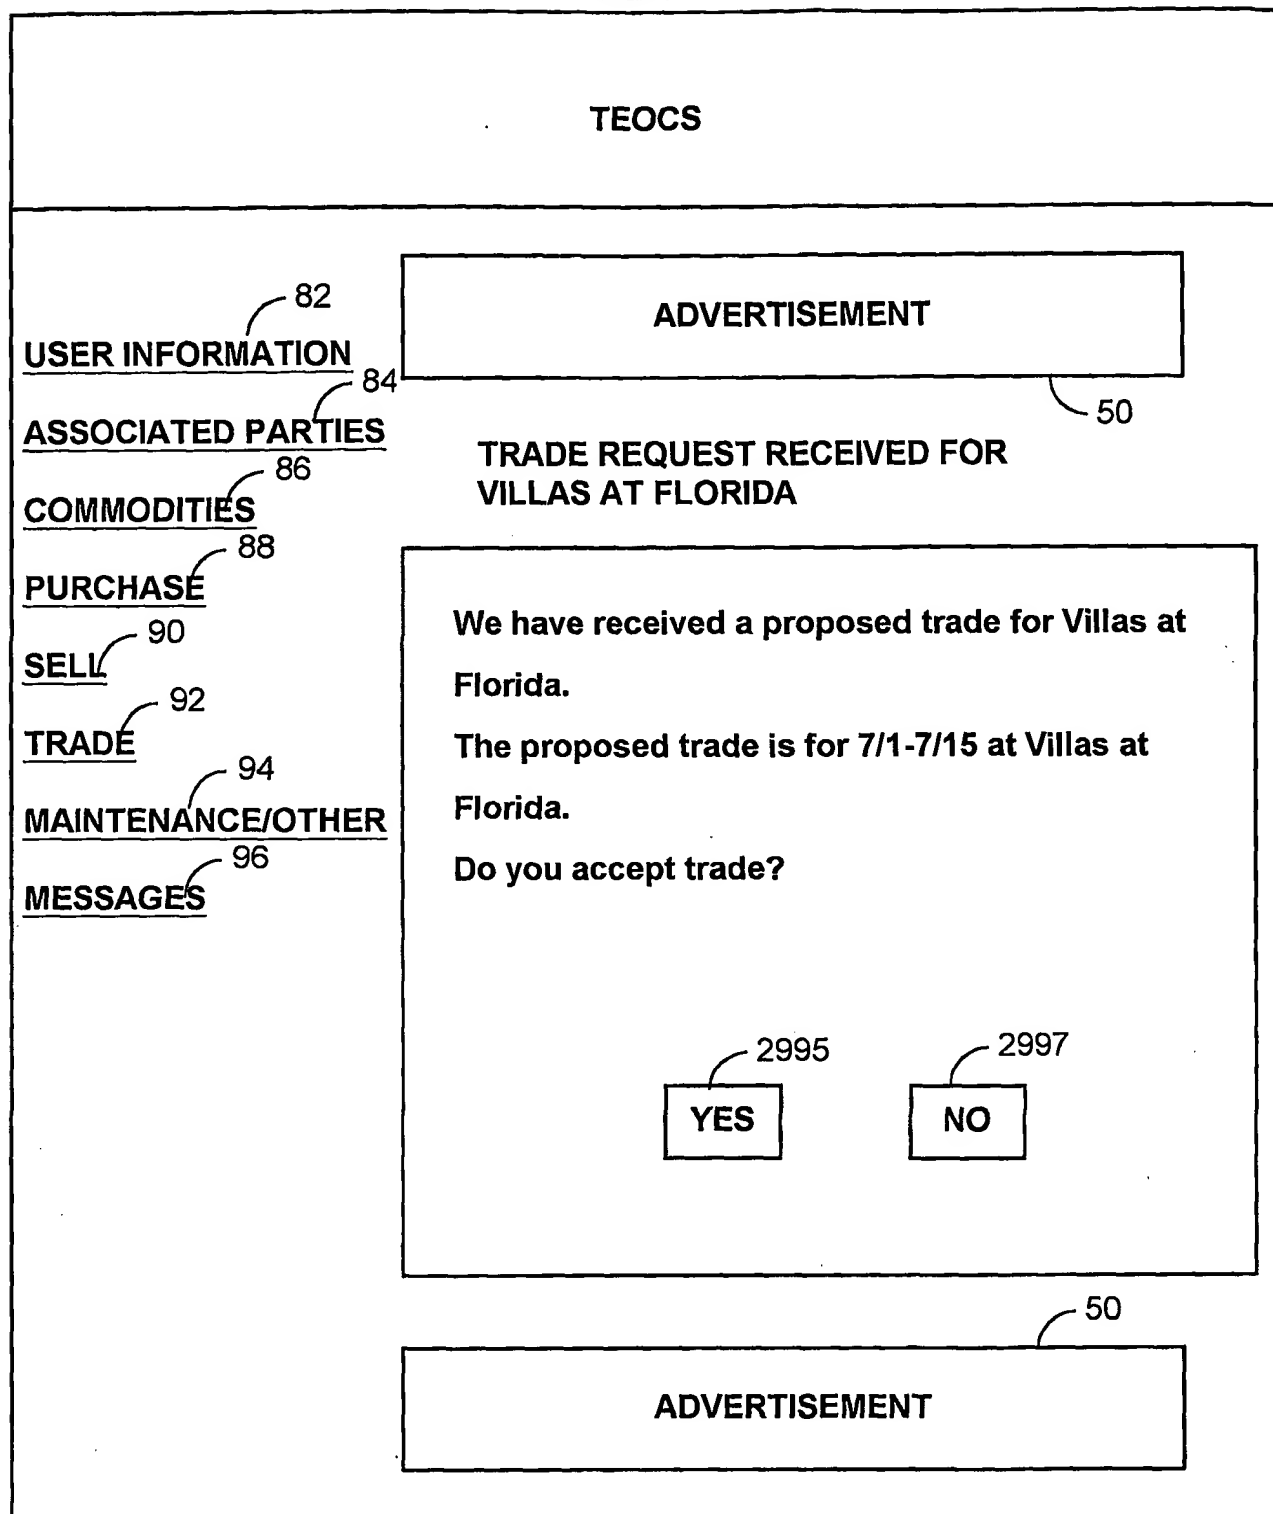 TEOCS
82
USER INFORMATION
84
ASSOCIATED PARTIES
86
COMMODITIES
88
PURCHASE
90
SELL
92
TRADE
94
MAINTENANCE/OTHER
96
MESSAGES
ADVERTISEMENT
50
TRADE REQUEST RECEIVED FOR
VILLAS AT FLORIDA
We have received a proposed trade for Villas at
Florida.
The proposed trade is for 7/1-7/15 at Villas at
Florida.
Do you accept trade?
2995
2997
YES
NO
50
ADVERTISEMENT